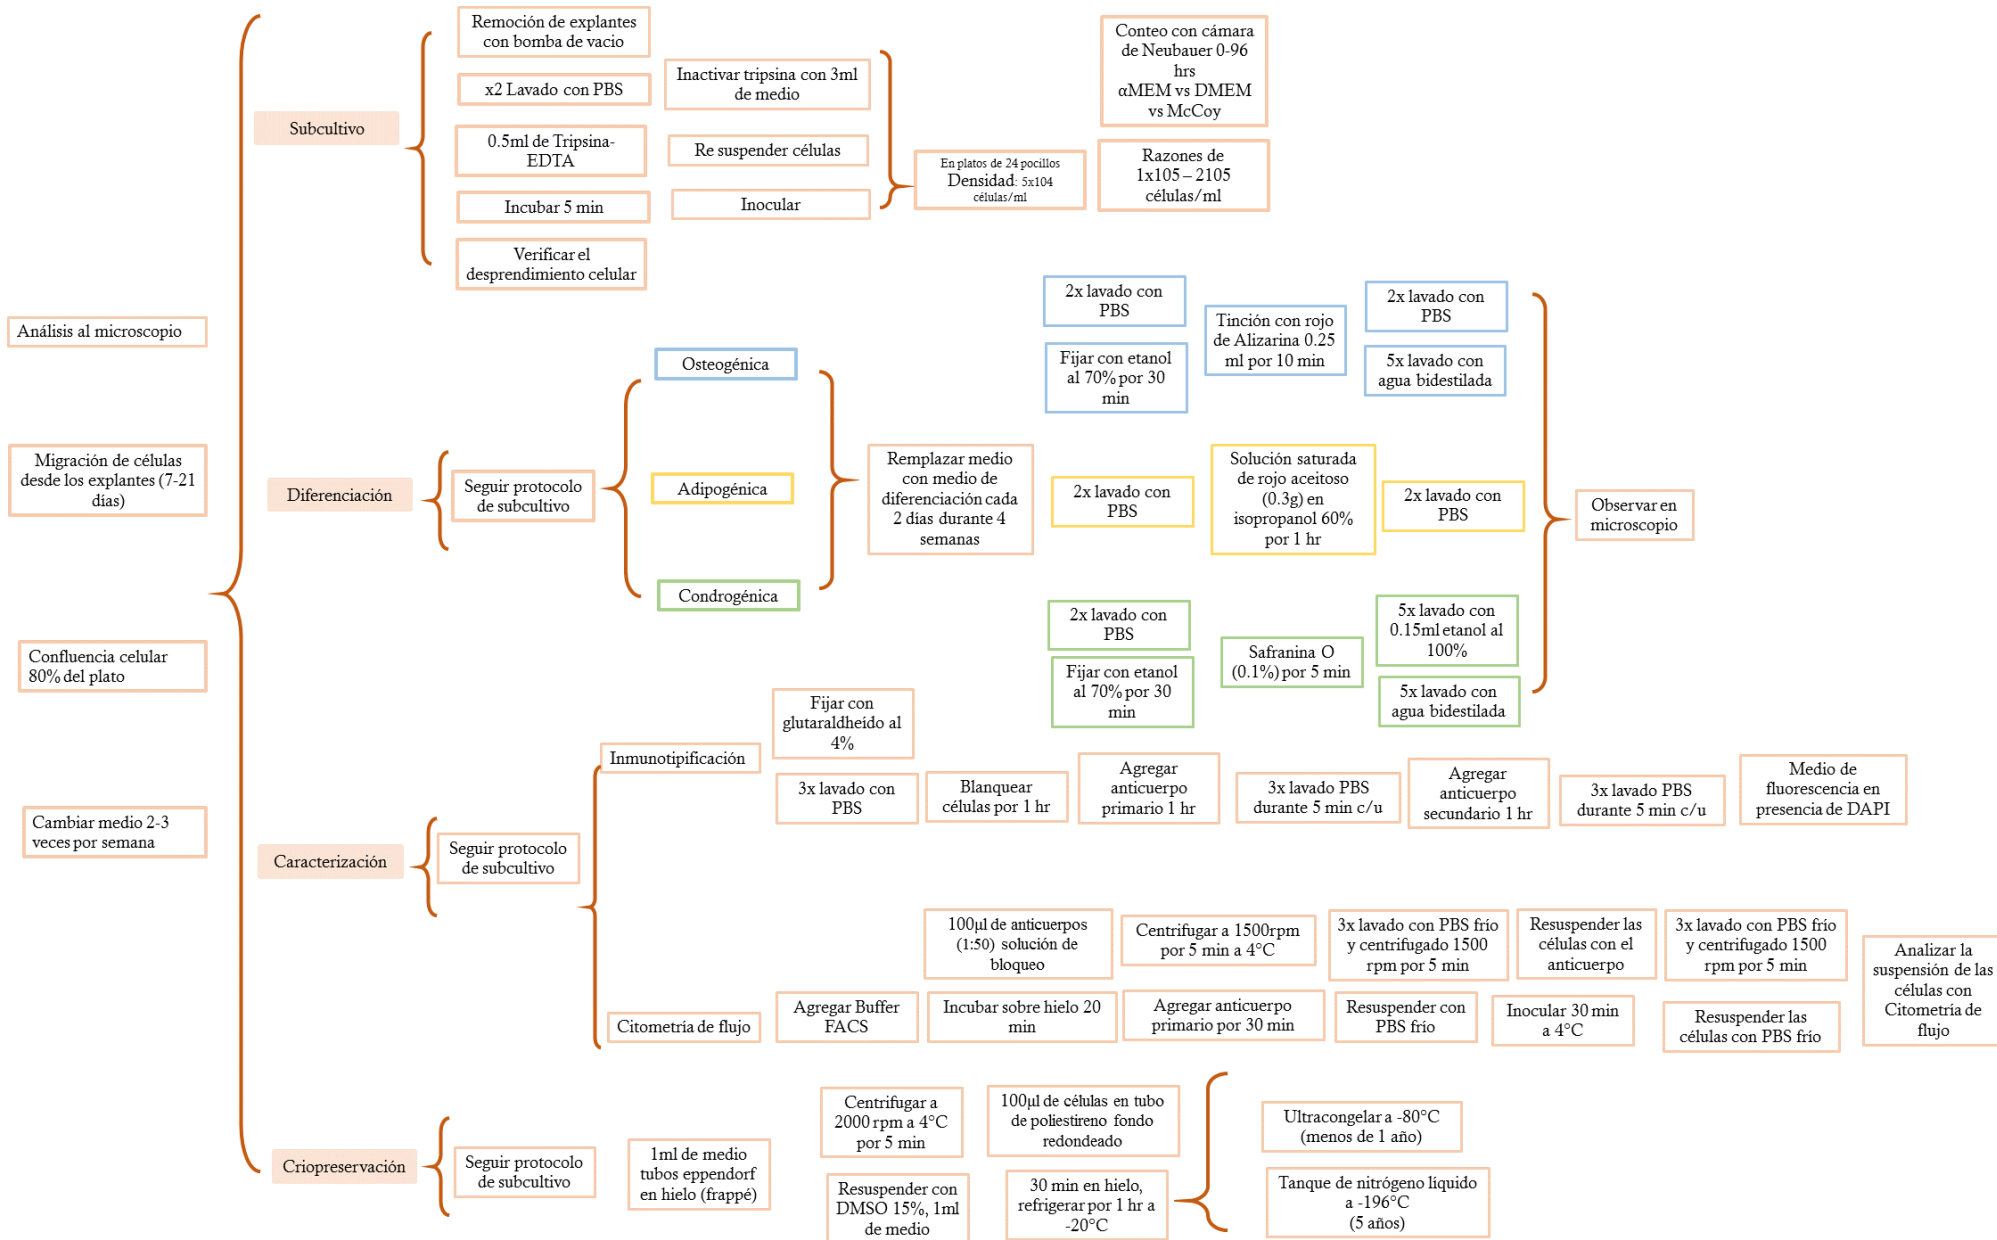 Análisis al microscopio
Migración de células
desde los explantes (7-21
días)
Confluencia celular
80% del plato
Cambiar medio 2-3
veces por semana
Subcultivo
Remoción de explantes
con bomba de vacio
x2 Lavado con PBS
0.5ml de Tripsina-
EDTA
Incubar 5 min
Verificar el
desprendimiento celular
Inactivar tripsina con 3ml
de medio
Re suspender células
Inocular
En platos de 24 pocillos
Densidad: 5x104
células/ml
Conteo con cámara
de Neubauer 0-96
hrs
αMEM vs DMEM
vs McCoy
Razones de
1x105 – 2105
células/ml
Diferenciación
Seguir protocolo
de subcultivo
Osteogénica
Adipogénica
Condrogénica
Remplazar medio
con medio de
diferenciación cada
2 días durante 4
semanas
2x lavado con
PBS
Fijar con etanol
al 70% por 30
min
Tinción con rojo
de Alizarina 0.25
ml por 10 min
2x lavado con
PBS
5x lavado con
agua bidestilada
2x lavado con
PBS
Solución saturada
de rojo aceitoso
(0.3g) en
isopropanol 60%
por 1 hr
2x lavado con
PBS
2x lavado con
PBS
Fijar con etanol
al 70% por 30
min
Safranina O
(0.1%) por 5 min
5x lavado con
0.15ml etanol al
100%
5x lavado con
agua bidestilada
Observar en
microscopio
Caracterización
Seguir protocolo
de subcultivo
Inmunotipificación
Fijar con
glutaraldheído al
4%
3x lavado con
PBS
Blanquear
células por 1 hr
Agregar
anticuerpo
primario 1 hr
3x lavado PBS
durante 5 min c/u
Agregar
anticuerpo
secundario 1 hr
3x lavado PBS
durante 5 min c/u
Medio de
fluorescencia en
presencia de DAPI
Citometría de flujo
Agregar Buffer
FACS
100µl de anticuerpos
(1:50) solución de
bloqueo
Incubar sobre hielo 20
min
Centrifugar a 1500rpm
por 5 min a 4°C
Agregar anticuerpo
primario por 30 min
3x lavado con PBS frío
y centrifugado 1500
rpm por 5 min
Resuspender con
PBS frío
Resuspender las
células con el
anticuerpo
Inocular 30 min
a 4°C
3x lavado con PBS frío
y centrifugado 1500
rpm por 5 min
Resuspender las
células con PBS frío
Analizar la
suspensión de las
células con
Citometría de
flujo
Criopreservación
Seguir protocolo
de subcultivo
1ml de medio
tubos eppendorf
en hielo (frappé)
Centrifugar a
2000 rpm a 4°C
por 5 min
Resuspender con
DMSO 15%, 1ml
de medio
100µl de células en tubo
de poliestireno fondo
redondeado
30 min en hielo,
refrigerar por 1 hr a
-20°C
Ultracongelar a -80°C
(menos de 1 año)
Tanque de nitrógeno líquido
a -196°C
(5 años)